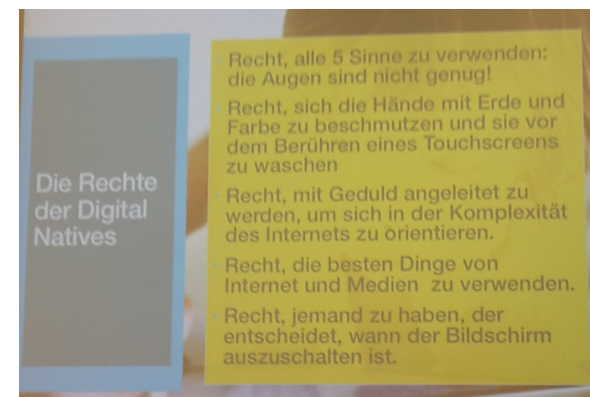 Die Rechte
der Digital
Natives
Recht, alle 5 Sinne zu verwenden:
die Augen sind nicht genug!
Recht, sich die Hände mit Erde und
Farbe zu beschmutzen und sie vor
dem Berühren eines Touchscreens
zu waschen
Recht, mit Geduld angeleitet zu
werden, um sich in der Komplexität
des Internets zu orientieren.
Recht, die besten Dinge von
Internet und Medien zu verwenden.
Recht, jemand zu haben, der
entscheidet, wann der Bildschirm
auszuschalten ist.